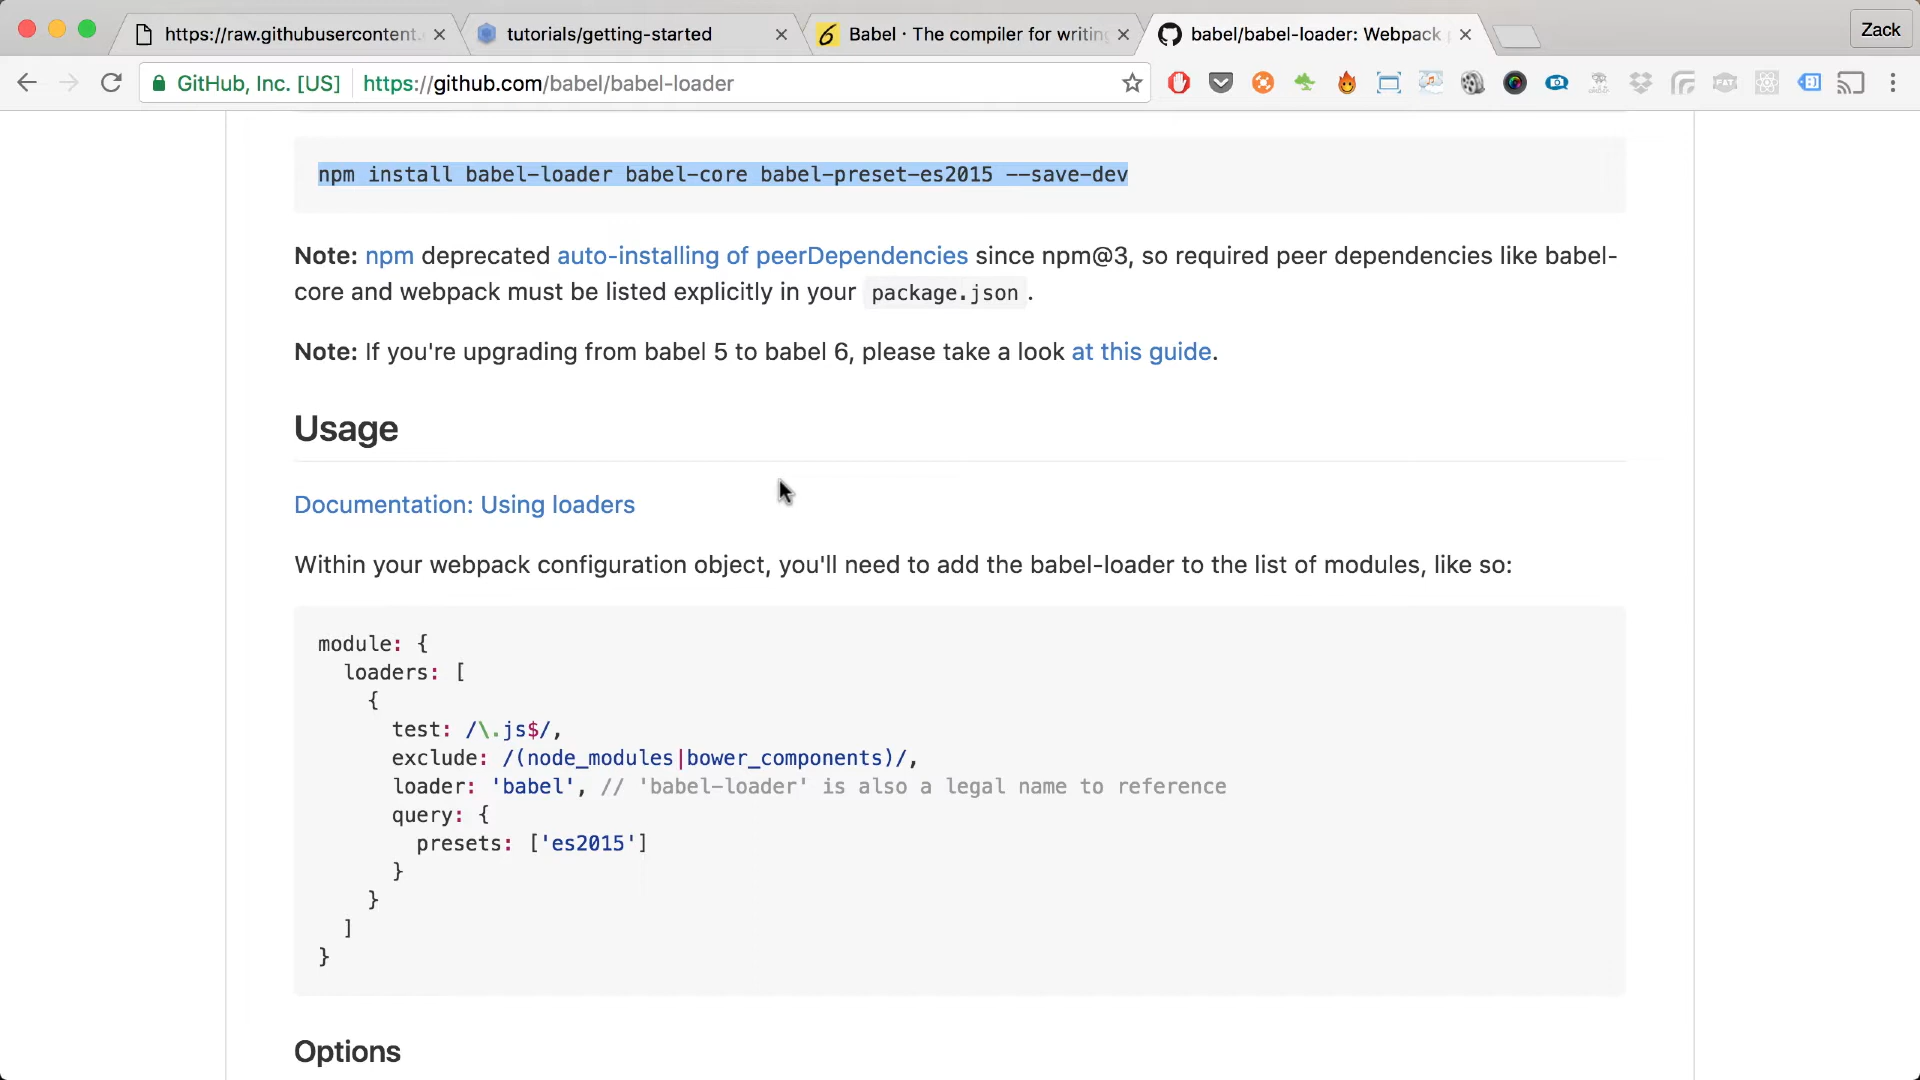 https://raw.githubusercontent.
tutorials/getting-started
Babel · The compiler for writing
babel/babel-loader: Webpack
Zack
GitHub, Inc. [US]
https://github.com/babel/babel-loader
npm install babel-loader babel-core babel-preset-es2015 --save-dev
Note: npm deprecated auto-installing of peerDependencies since npm@3, so required peer dependencies like babel-
core and webpack must be listed explicitly in your package.json .
Note: If you're upgrading from babel 5 to babel 6, please take a look at this guide.
Usage
Documentation: Using loaders
Within your webpack configuration object, you'll need to add the babel-loader to the list of modules, like so:
module: {
  loaders: [
    {
      test: /\.js$/,
      exclude: /(node_modules|bower_components)/,
      loader: 'babel', // 'babel-loader' is also a legal name to reference
      query: {
        presets: ['es2015']
      }
    }
  ]
}
Options